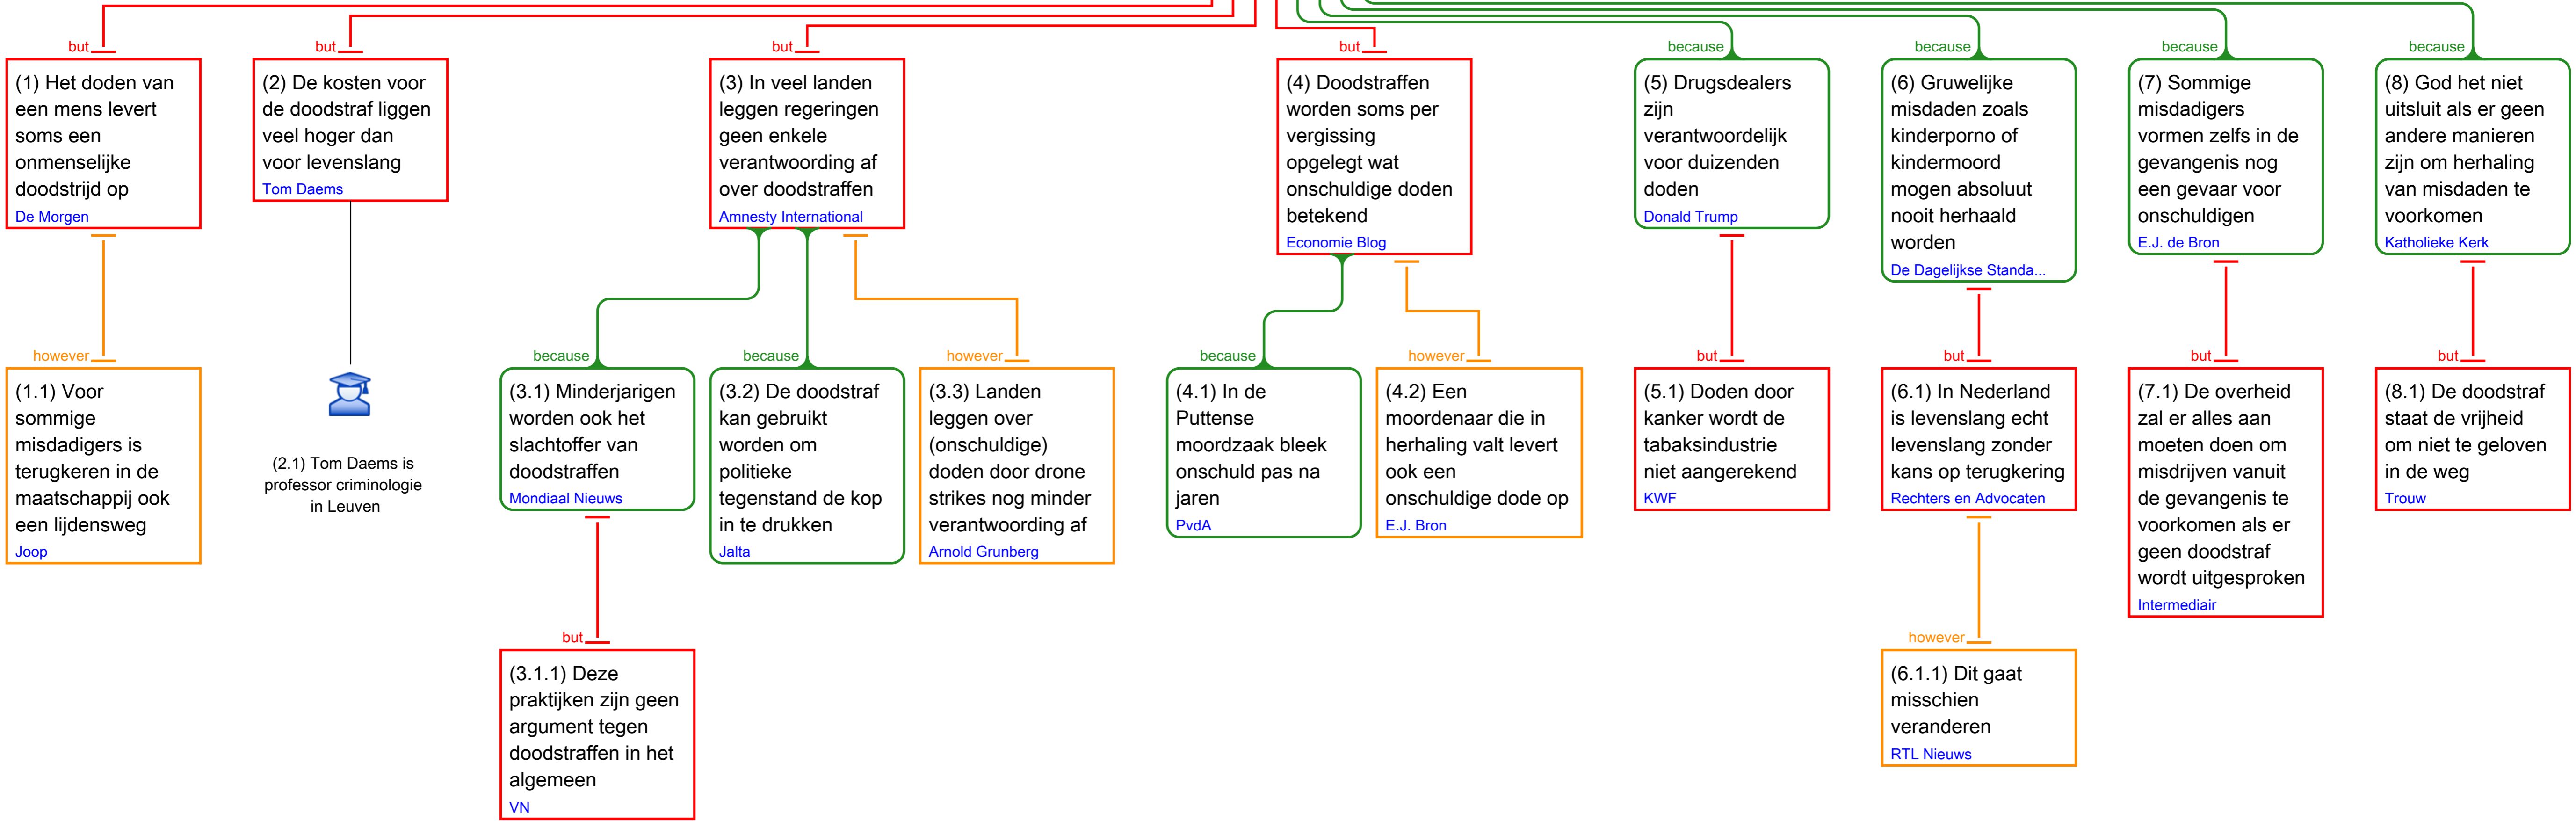 but
(1) Het doden van
een mens levert
soms een
onmenselijke
doodstrijd op
De Morgen
but
(2) De kosten voor
de doodstraf liggen
veel hoger dan
voor levenslang
Tom Daems
but
(3) In veel landen
leggen regeringen
geen enkele
verantwoording af
over doodstraffen
Amnesty International
but
(4) Doodstraffen
worden soms per
vergissing
opgelegt wat
onschuldige doden
betekend
Economie Blog
because
(5) Drugsdealers
zijn
verantwoordelijk
voor duizenden
doden
Donald Trump
because
(6) Gruwelijke
misdaden zoals
kinderporno of
kindermoord
mogen absoluut
nooit herhaald
worden
De Dagelijkse Standa...
because
(7) Sommige
misdadigers
vormen zelfs in de
gevangenis nog
een gevaar voor
onschuldigen
E.J. de Bron
because
(8) God het niet
uitsluit als er geen
andere manieren
zijn om herhaling
van misdaden te
voorkomen
Katholieke Kerk
however
(1.1) Voor
sommige
misdadigers is
terugkeren in de
maatschappij ook
een lijdensweg
Joop
(2.1) Tom Daems is
professor criminologie
in Leuven
because
(3.1) Minderjarigen
worden ook het
slachtoffer van
doodstraffen
Mondiaal Nieuws
because
(3.2) De doodstraf
kan gebruikt
worden om
politieke
tegenstand de kop
in te drukken
Jalta
however
(3.3) Landen
leggen over
(onschuldige)
doden door drone
strikes nog minder
verantwoording af
Arnold Grunberg
because
(4.1) In de
Puttense
moordzaak bleek
onschuld pas na
jaren
PvdA
however
(4.2) Een
moordenaar die in
herhaling valt levert
ook een
onschuldige dode op
E.J. Bron
but
(5.1) Doden door
kanker wordt de
tabaksindustrie
niet aangerekend
KWF
but
(6.1) In Nederland
is levenslang echt
levenslang zonder
kans op terugkering
Rechters en Advocaten
but
(7.1) De overheid
zal er alles aan
moeten doen om
misdrijven vanuit
de gevangenis te
voorkomen als er
geen doodstraf
wordt uitgesproken
Intermediair
but
(8.1) De doodstraf
staat de vrijheid
om niet te geloven
in de weg
Trouw
but
(3.1.1) Deze
praktijken zijn geen
argument tegen
doodstraffen in het
algemeen
VN
however
(6.1.1) Dit gaat
misschien
veranderen
RTL Nieuws